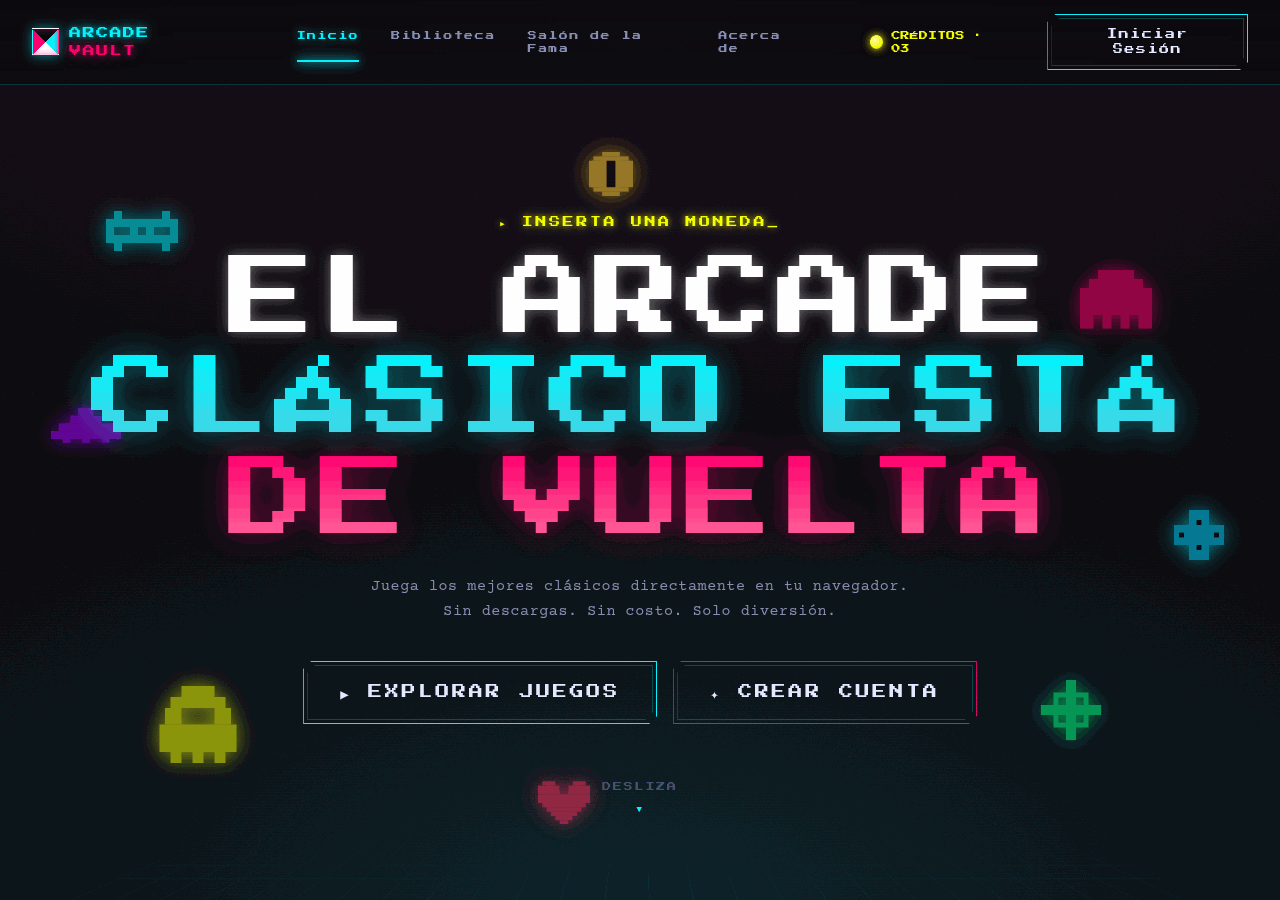 ARCADE
VAULT
Inicio
Biblioteca
Salón de la
Fama
Acerca
de
CRéDITOS ·
03
Iniciar
Sesión
▸ INSERTA UNA MONEDA_
EL ARCADE
CLÁSICO ESTÁ
DE VUELTA
Juega los mejores clásicos directamente en tu navegador.
Sin descargas. Sin costo. Solo diversión.
▶ EXPLORAR JUEGOS
✦ CREAR CUENTA
DESLIZA
▼